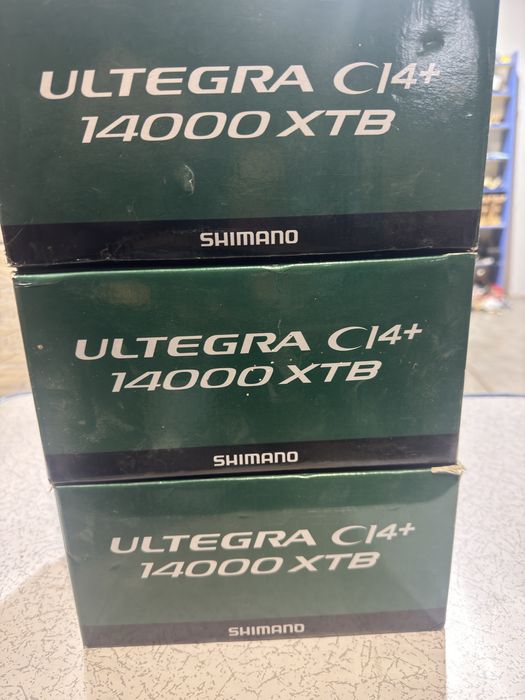 ULTEGRA CI4+
14000 XTB
SHIMANO
ULTEGRA CI4+
14000 XTB
SHIMANO
ULTEGRA CI4+
14000 XTB
SHIMANO